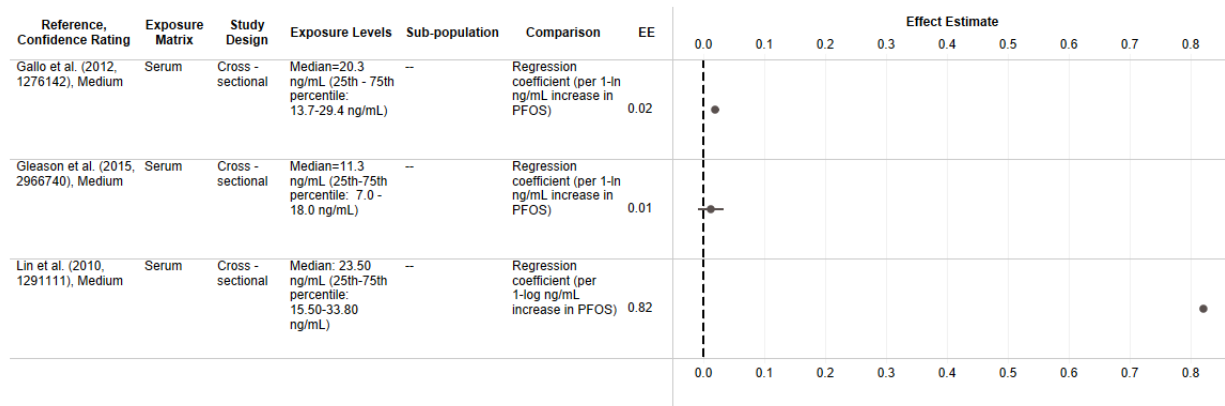 Reference, Confidence Rating Exposure Matrix Study Design Exposure Levels Sub-population Comparison EE Effect Estimate
0.0 0.1 0.2 0.3 0.4 0.5 0.6 0.7 0.8
Gallo et al. (2012, Serum Cross - Median=20.3 -- Regression
1276142), Medium sectional ng/mL (25th - 75th coefficient (per 1-ln
percentile: ng/mL increase in
13.7-29.4 ng/mL) PFOS) 0.02
Gleason et al. (2015, Serum Cross - Median=11.3 -- Regression
2966740), Medium sectional ng/mL (25th-75th coefficient (per 1-ln
percentile: 7.0 - ng/mL increase in
18.0 ng/mL) PFOS) 0.01
Lin et al. (2010, Serum Cross - Median: 23.50 -- Regression
1291111), Medium sectional ng/mL (25th-75th coefficient (per
percentile: 1-log ng/mL
15.50-33.80 increase in PFOS) 0.82
ng/mL)
0.0 0.1 0.2 0.3 0.4 0.5 0.6 0.7 0.8